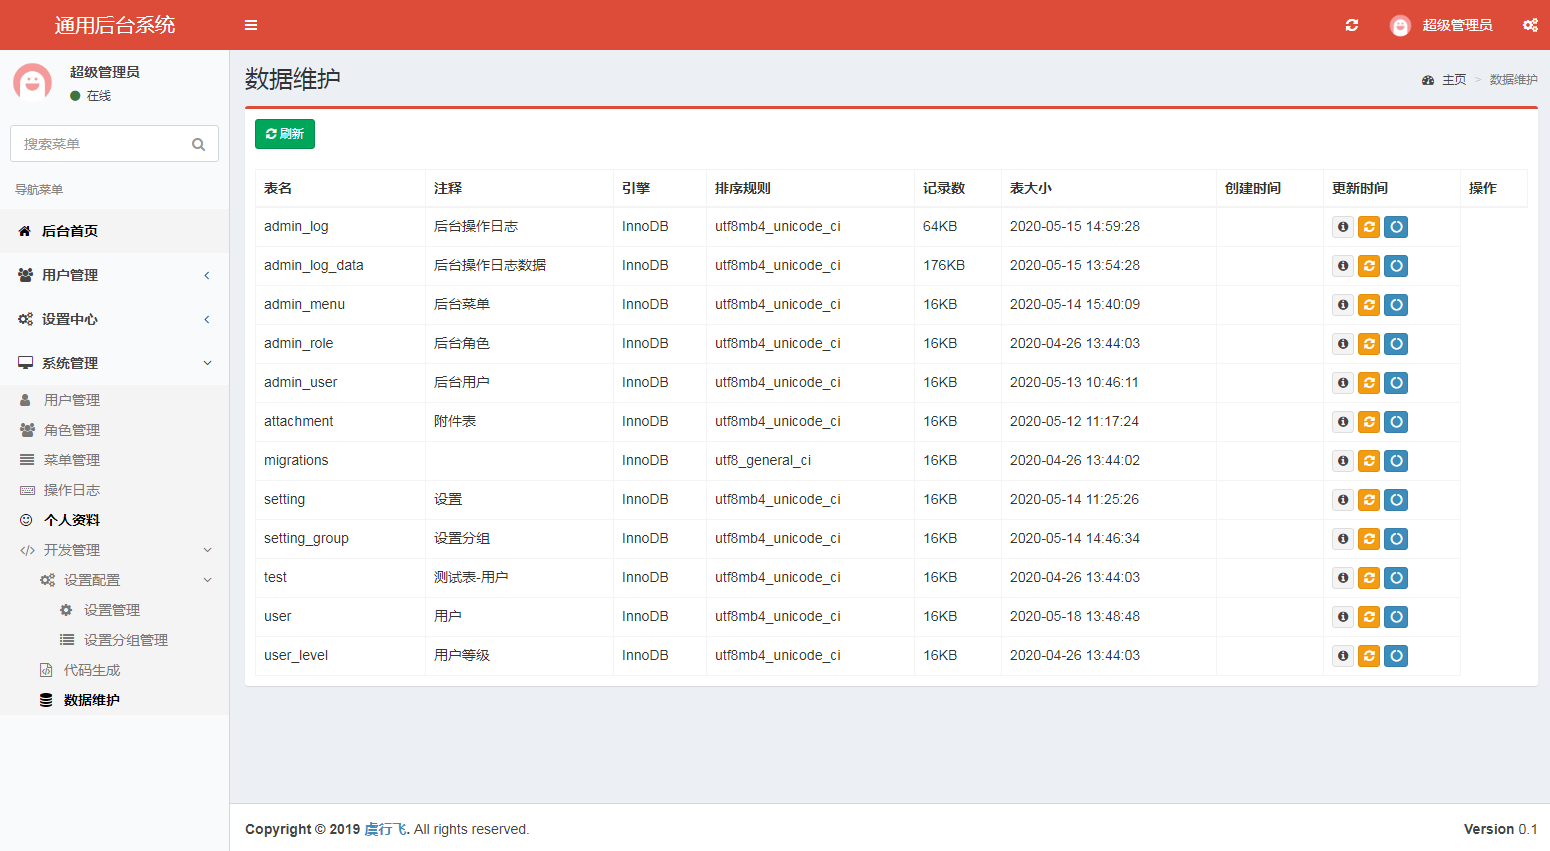 通用后台系统
超级管理员
超级管理员
在线
搜索菜单
导航菜单
后台首页
用户管理
设置中心
系统管理
用户管理
角色管理
菜单管理
操作日志
个人资料
开发管理
设置配置
设置管理
设置分组管理
代码生成
数据维护
数据维护
主页 > 数据维护
刷新
表名 注释 引擎 排序规则 记录数 表大小 创建时间 更新时间 操作
admin_log 后台操作日志 InnoDB utf8mb4_unicode_ci 64KB 2020-05-15 14:59:28
admin_log_data 后台操作日志数据 InnoDB utf8mb4_unicode_ci 176KB 2020-05-15 13:54:28
admin_menu 后台菜单 InnoDB utf8mb4_unicode_ci 16KB 2020-05-14 15:40:09
admin_role 后台角色 InnoDB utf8mb4_unicode_ci 16KB 2020-04-26 13:44:03
admin_user 后台用户 InnoDB utf8mb4_unicode_ci 16KB 2020-05-13 10:46:11
attachment 附件表 InnoDB utf8mb4_unicode_ci 16KB 2020-05-12 11:17:24
migrations InnoDB utf8_general_ci 16KB 2020-04-26 13:44:02
setting 设置 InnoDB utf8mb4_unicode_ci 16KB 2020-05-14 11:25:26
setting_group 设置分组 InnoDB utf8mb4_unicode_ci 16KB 2020-05-14 14:46:34
test 测试表-用户 InnoDB utf8mb4_unicode_ci 16KB 2020-04-26 13:44:03
user 用户 InnoDB utf8mb4_unicode_ci 16KB 2020-05-18 13:48:48
user_level 用户等级 InnoDB utf8mb4_unicode_ci 16KB 2020-04-26 13:44:03
Copyright © 2019 虞行飞. All rights reserved.
Version 0.1